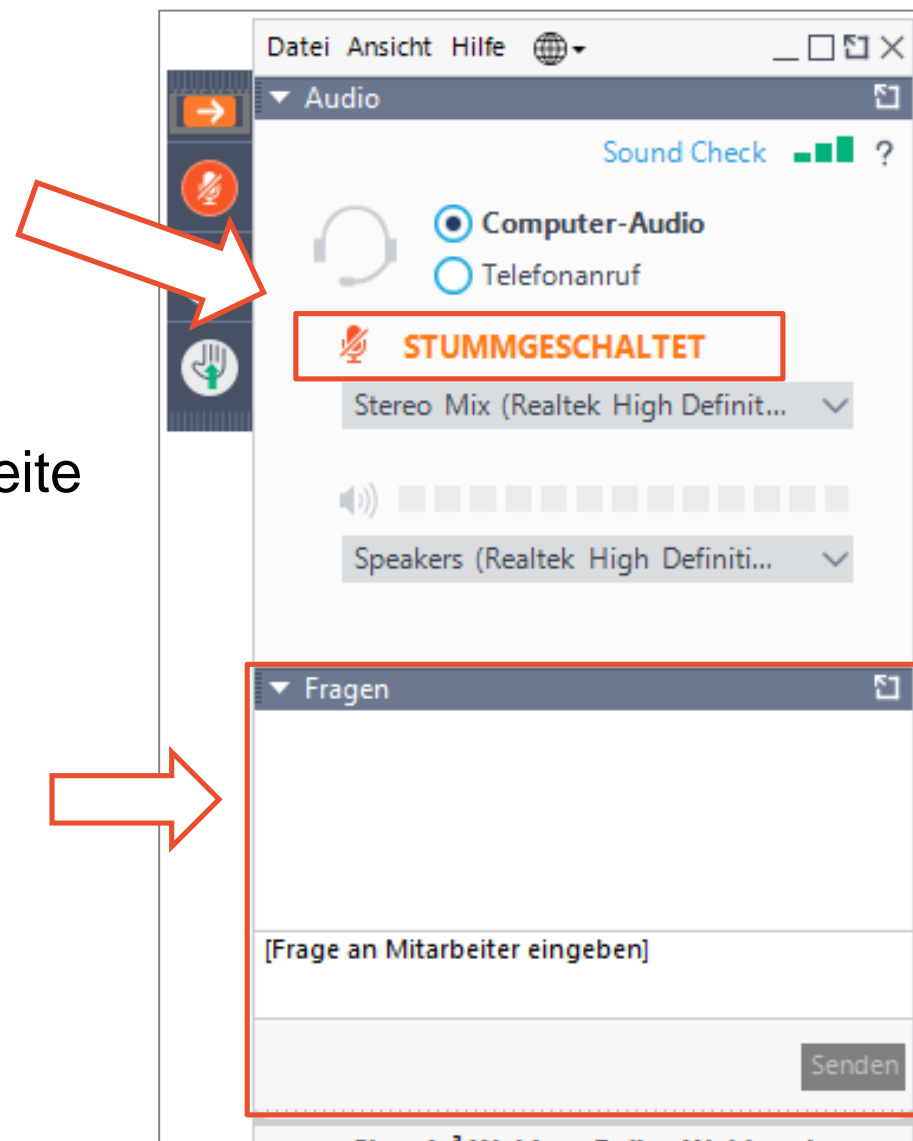 Datei Ansicht Hilfe
Audio
Sound Check ?
Computer-Audio
Telefonanruf
STUMMGESCHALTET
Stereo Mix (Realtek High Definit...
eite
Speakers (Realtek High Definiti...
Fragen
[Frage an Mitarbeiter eingeben]
Senden